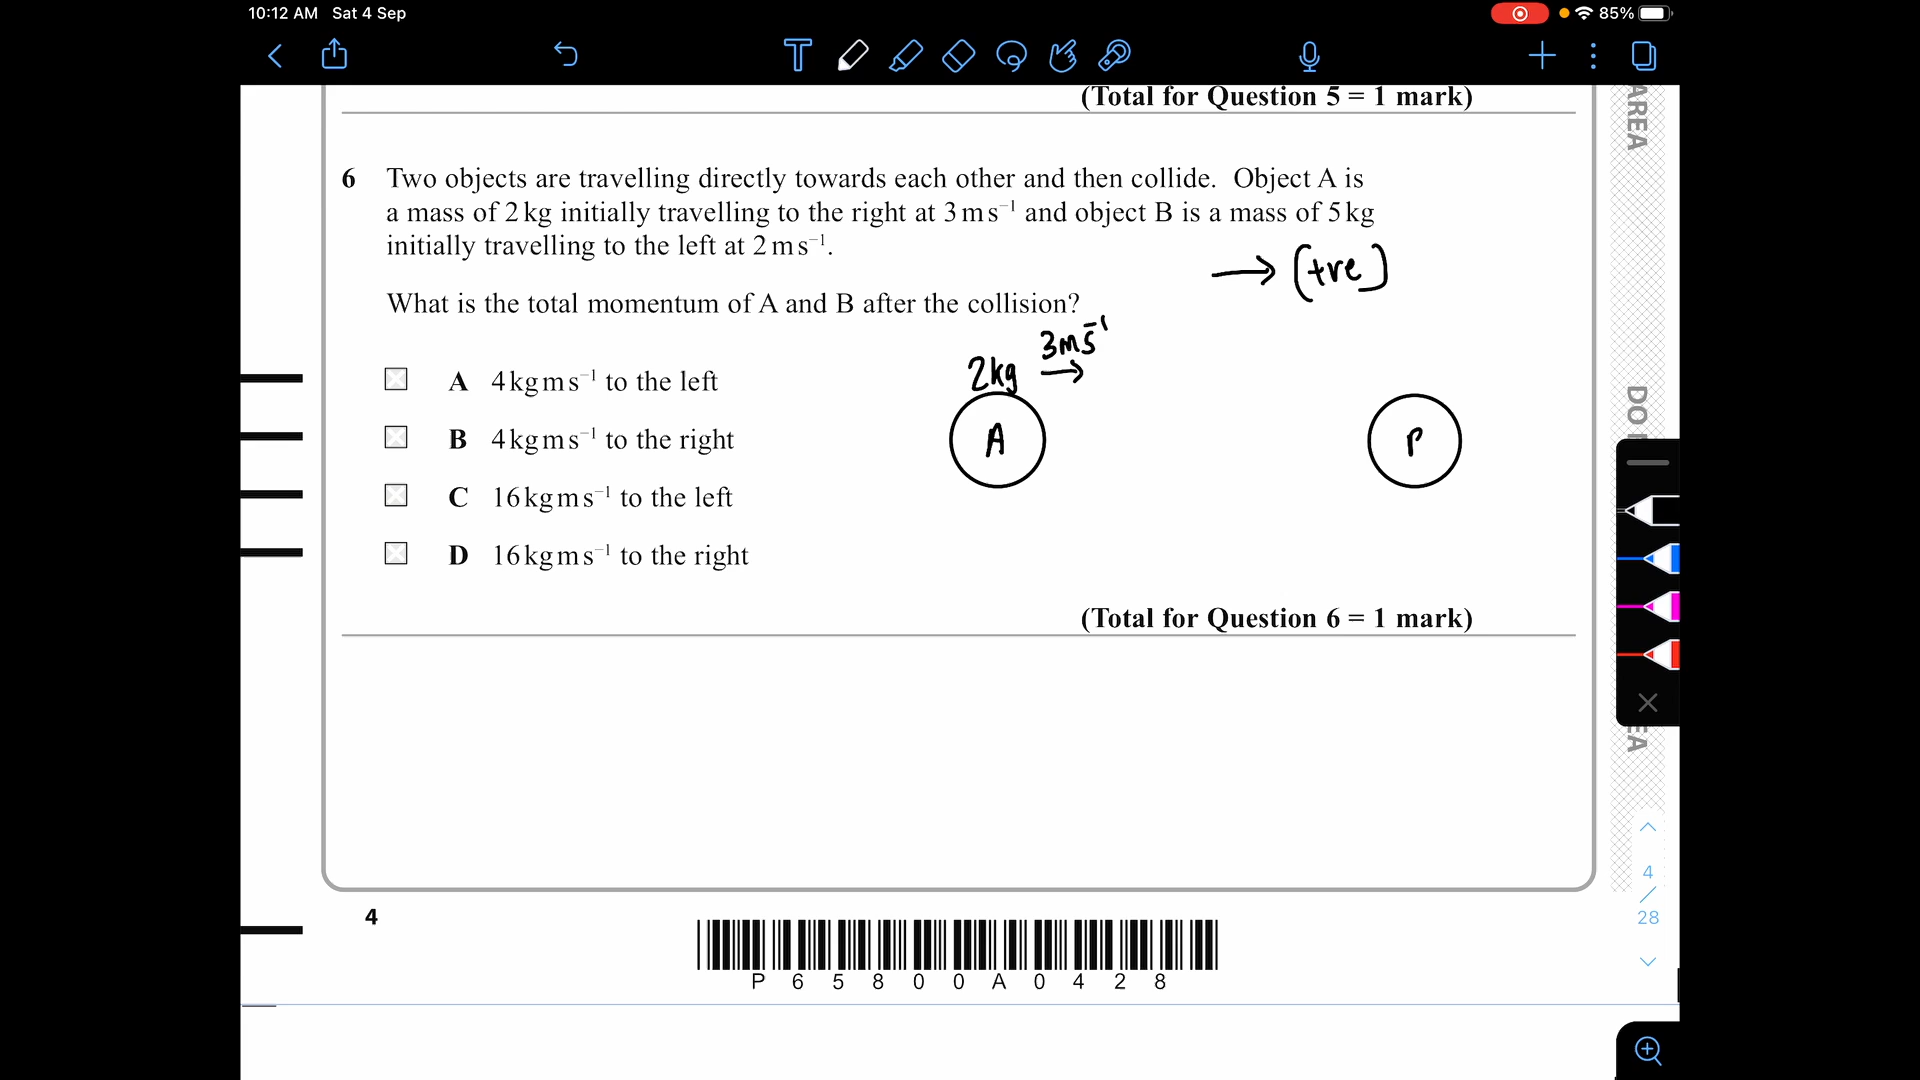 10:12 AM Sat 4 Sep
85%
(Total for Question 5 = 1 mark)
AREA
6 Two objects are travelling directly towards each other and then collide. Object A is
a mass of 2 kg initially travelling to the right at 3 m s⁻¹ and object B is a mass of 5 kg
initially travelling to the left at 2 m s⁻¹.
→ (+ve)
What is the total momentum of A and B after the collision?
3ms⁻¹
2kg →
A 4 kg m s⁻¹ to the left
DO
B 4 kg m s⁻¹ to the right
A
P
C 16 kg m s⁻¹ to the left
D 16 kg m s⁻¹ to the right
(Total for Question 6 = 1 mark)
EA
4
/
28
4
P 6 5 8 0 0 A 0 4 2 8